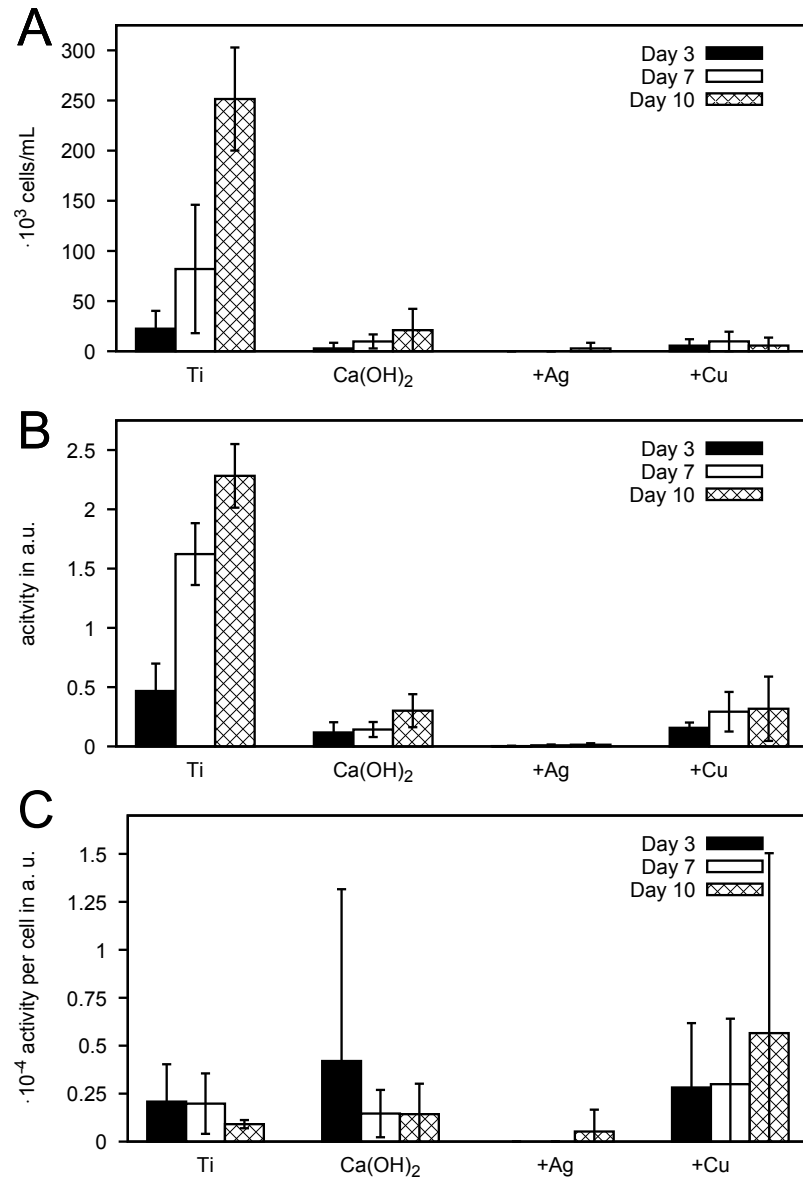 A
·10³ cells/mL
300
250
200
150
100
50
0
Day 3
Day 7
Day 10
Ti Ca(OH)₂ +Ag +Cu
B
acitvity in a.u.
2.5
2
1.5
1
0.5
0
Day 3
Day 7
Day 10
Ti Ca(OH)₂ +Ag +Cu
C
·10⁻⁴ activity per cell in a. u.
1.5
1.25
1
0.75
0.5
0.25
0
Day 3
Day 7
Day 10
Ti Ca(OH)₂ +Ag +Cu